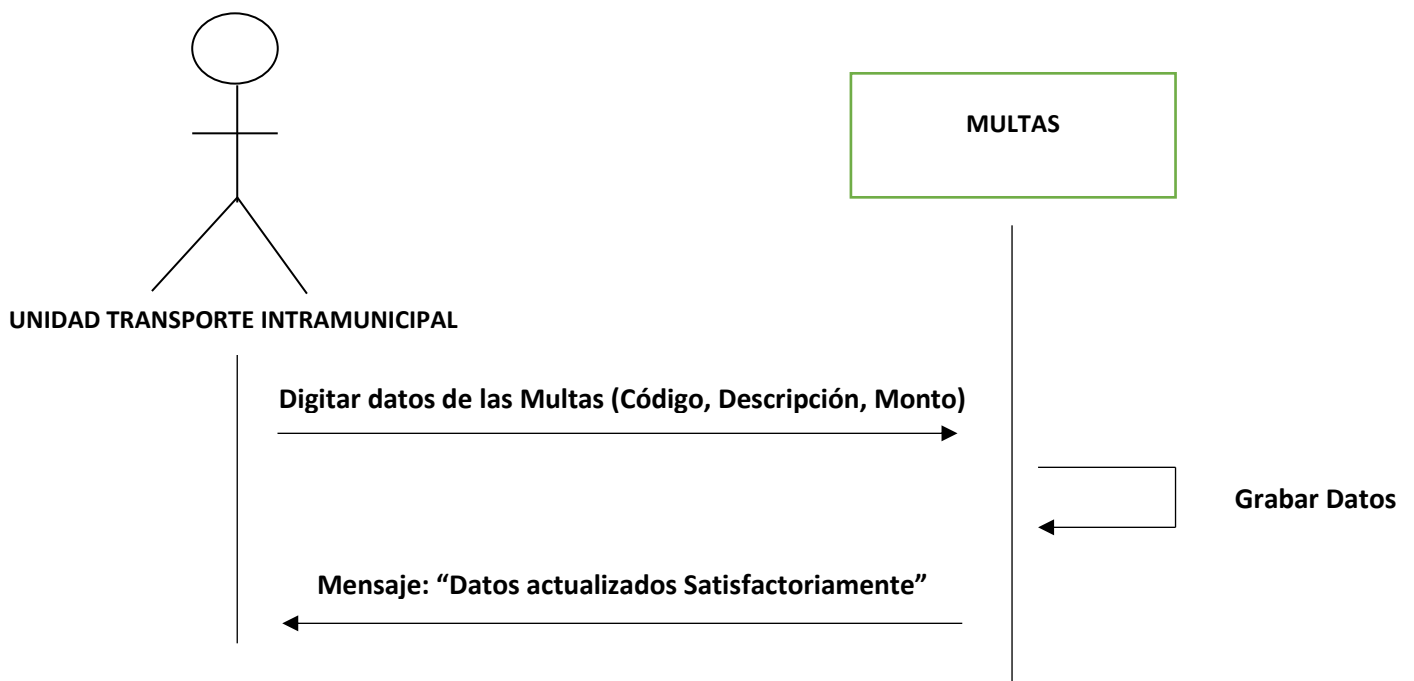 MULTAS
UNIDAD TRANSPORTE INTRAMUNICIPAL
Digitar datos de las Multas (Código, Descripción, Monto)
Grabar Datos
Mensaje: “Datos actualizados Satisfactoriamente”